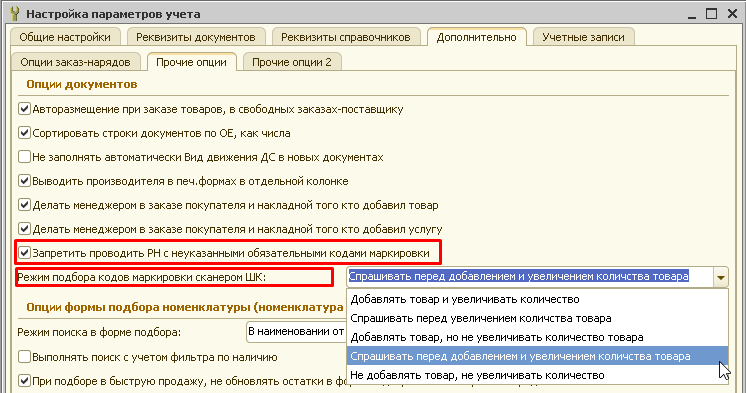 Настройка параметров учета
Общие настройки Реквизиты документов Реквизиты справочников Дополнительно Учетные записи
Опции заказ-нарядов Прочие опции Прочие опции 2
Опции документов
Авторазмещение при заказе товаров, в свободных заказах-поставщику
Сортировать строки документов по ОЕ, как числа
Не заполнять автоматически Вид движения ДС в новых документах
Выводить производителя в печ.формах в отдельной колонке
Делать менеджером в заказе покупателя и накладной того кто добавил товар
Делать менеджером в заказе покупателя и накладной того кто добавил услугу
Запретить проводить РН с неуказанными обязательными кодами маркировки
Режим подбора кодов маркировки сканером ШК: Спрашивать перед добавлением и увеличением количства товара
Добавлять товар и увеличивать количество
Спрашивать перед увеличением количства товара
Добавлять товар, но не увеличивать количество товара
Спрашивать перед добавлением и увеличением количства товара
Не добавлять товар, не увеличивать количество
Опции формы подбора номенклатуры (номенклатура
Режим поиска в форме подбора: В наименовании от
Выполнять поиск с учетом фильтра по наличию
При подборе в быструю продажу, не обновлять остатки в фор